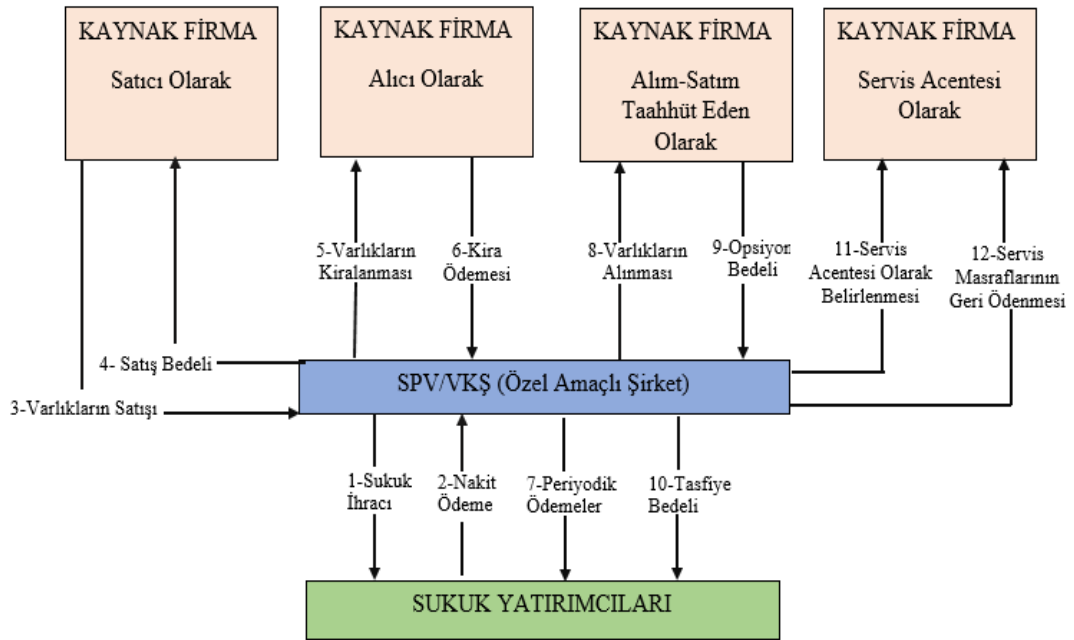 KAYNAK FİRMA
Satıcı Olarak
KAYNAK FİRMA
Alıcı Olarak
KAYNAK FİRMA
Alım-Satım
Taahhüt Eden
Olarak
KAYNAK FİRMA
Servis Acentesi
Olarak
5-Varlıkların
Kiralanması
6-Kira
Ödemesi
8-Varlıkların
Alınması
9-Opsiyon
Bedeli
11-Servis
Acentesi Olarak
Belirlenmesi
12-Servis
Masraflarının
Geri Ödenmesi
4- Satış Bedeli
3-Varlıkların Satışı
SPV/VKŞ (Özel Amaçlı Şirket)
1-Sukuk
İhracı
2-Nakit
Ödeme
7-Periyodik
Ödemeler
10-Tasfiye
Bedeli
SUKUK YATIRIMCILARI